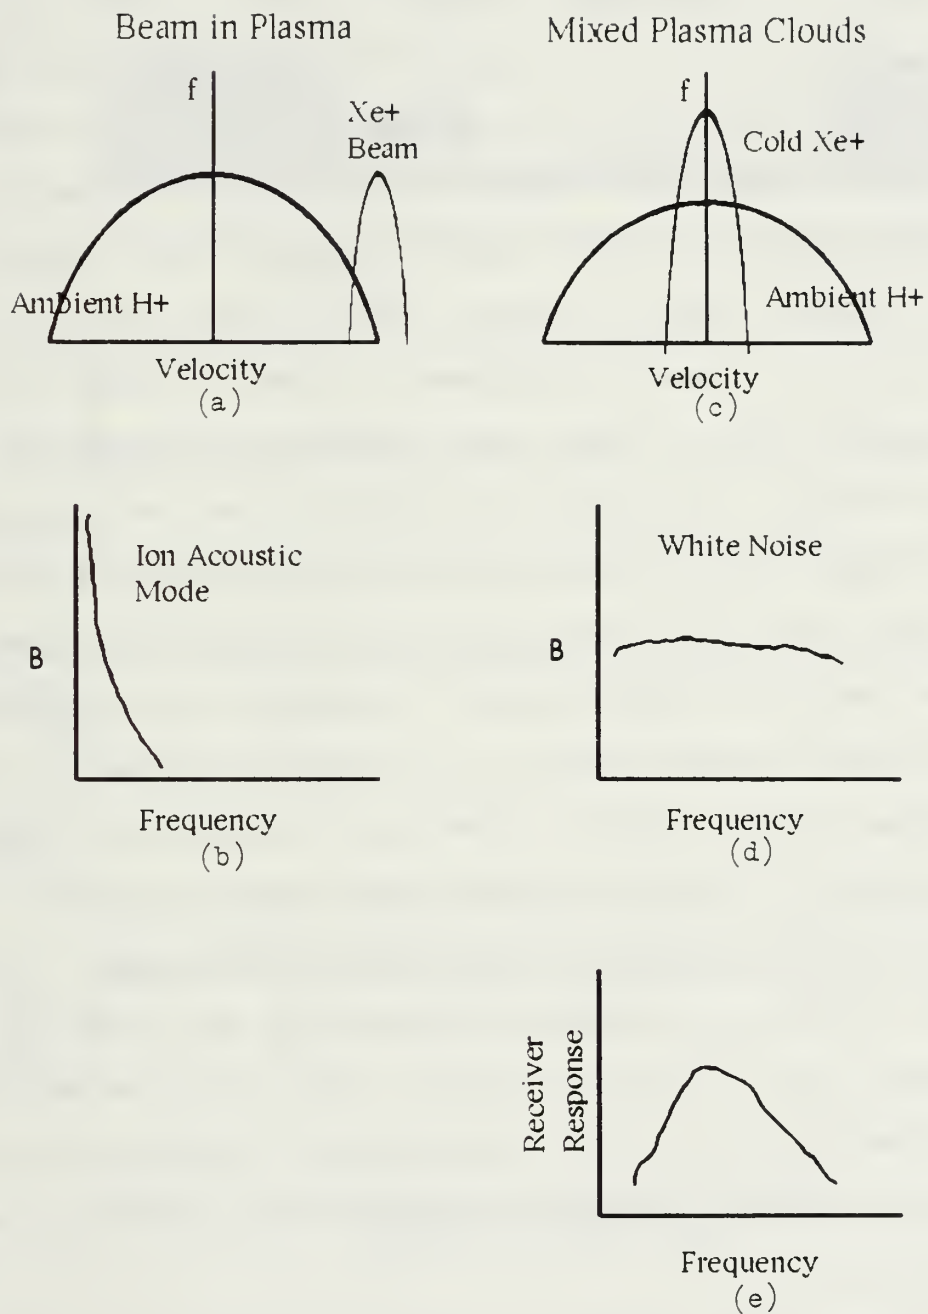 Beam in Plasma
f
Xe+
Beam
Ambient H+
Velocity
(a)
Mixed Plasma Clouds
f
Cold Xe+
Ambient H+
Velocity
(c)
Ion Acoustic
Mode
B
Frequency
(b)
White Noise
B
Frequency
(d)
Receiver
Response
Frequency
(e)